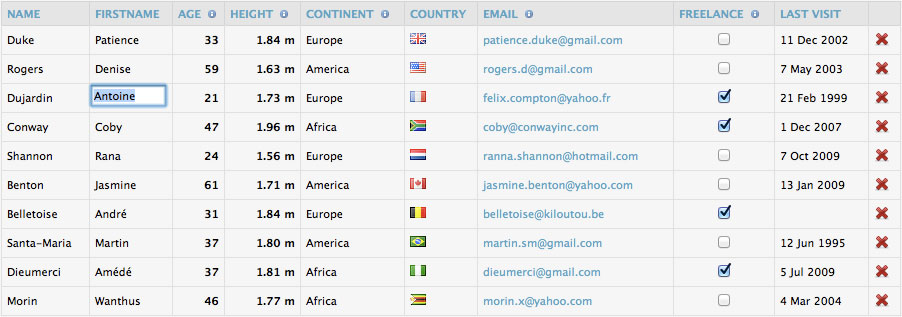 NAME FIRSTNAME AGE HEIGHT CONTINENT COUNTRY EMAIL FREELANCE LAST VISIT
Duke Patience 33 1.84 m Europe patience.duke@gmail.com 11 Dec 2002
Rogers Denise 59 1.63 m America rogers.d@gmail.com 7 May 2003
Dujardin Antoine 21 1.73 m Europe felix.compton@yahoo.fr 21 Feb 1999
Conway Coby 47 1.96 m Africa coby@conwayinc.com 1 Dec 2007
Shannon Rana 24 1.56 m Europe ranna.shannon@hotmail.com 7 Oct 2009
Benton Jasmine 61 1.71 m America jasmine.benton@yahoo.com 13 Jan 2009
Belletoise André 31 1.84 m Europe belletoise@kiloutou.be
Santa-Maria Martin 37 1.80 m America martin.sm@gmail.com 12 Jun 1995
Dieumerci Amédé 37 1.81 m Africa dieumerci@gmail.com 5 Jul 2009
Morin Wanthus 46 1.77 m Africa morin.x@yahoo.com 4 Mar 2004